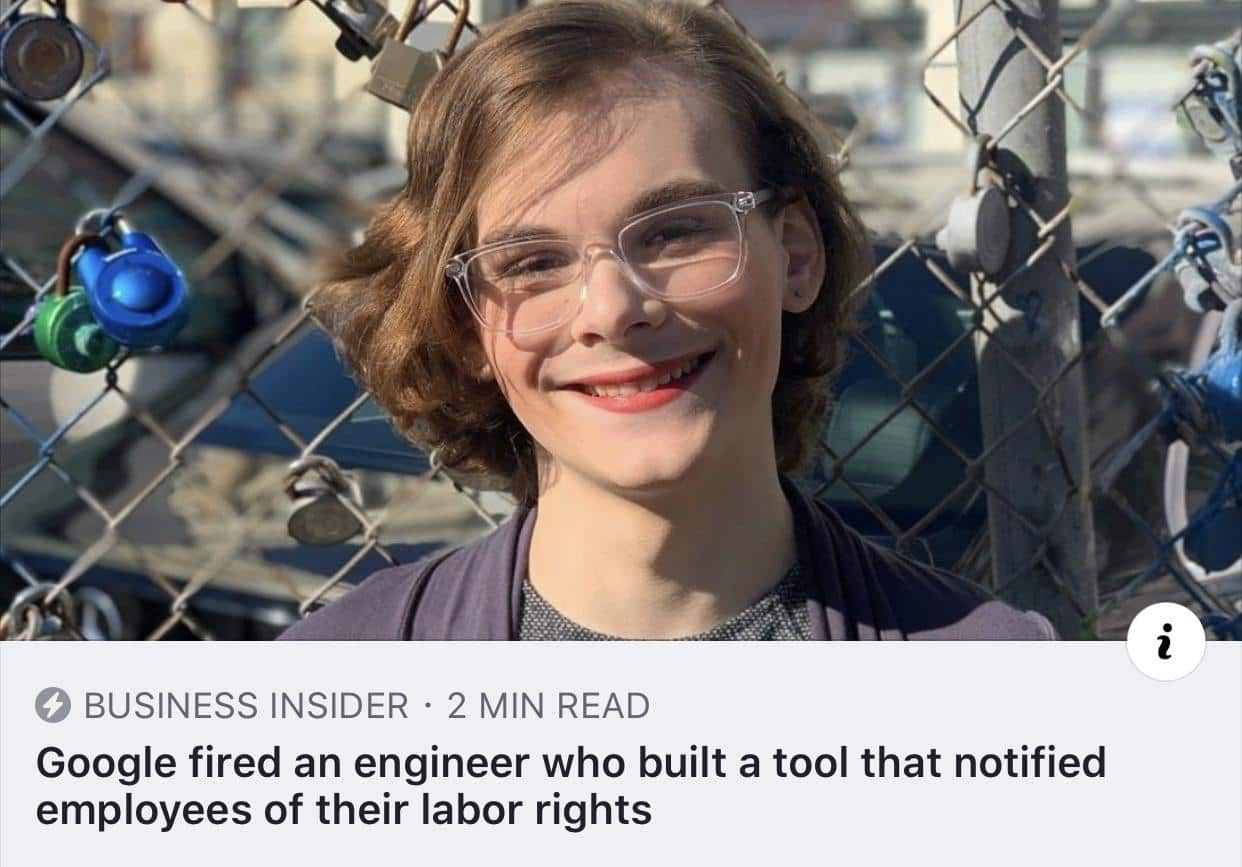 BUSINESS INSIDER · 2 MIN READ
Google fired an engineer who built a tool that notified
employees of their labor rights